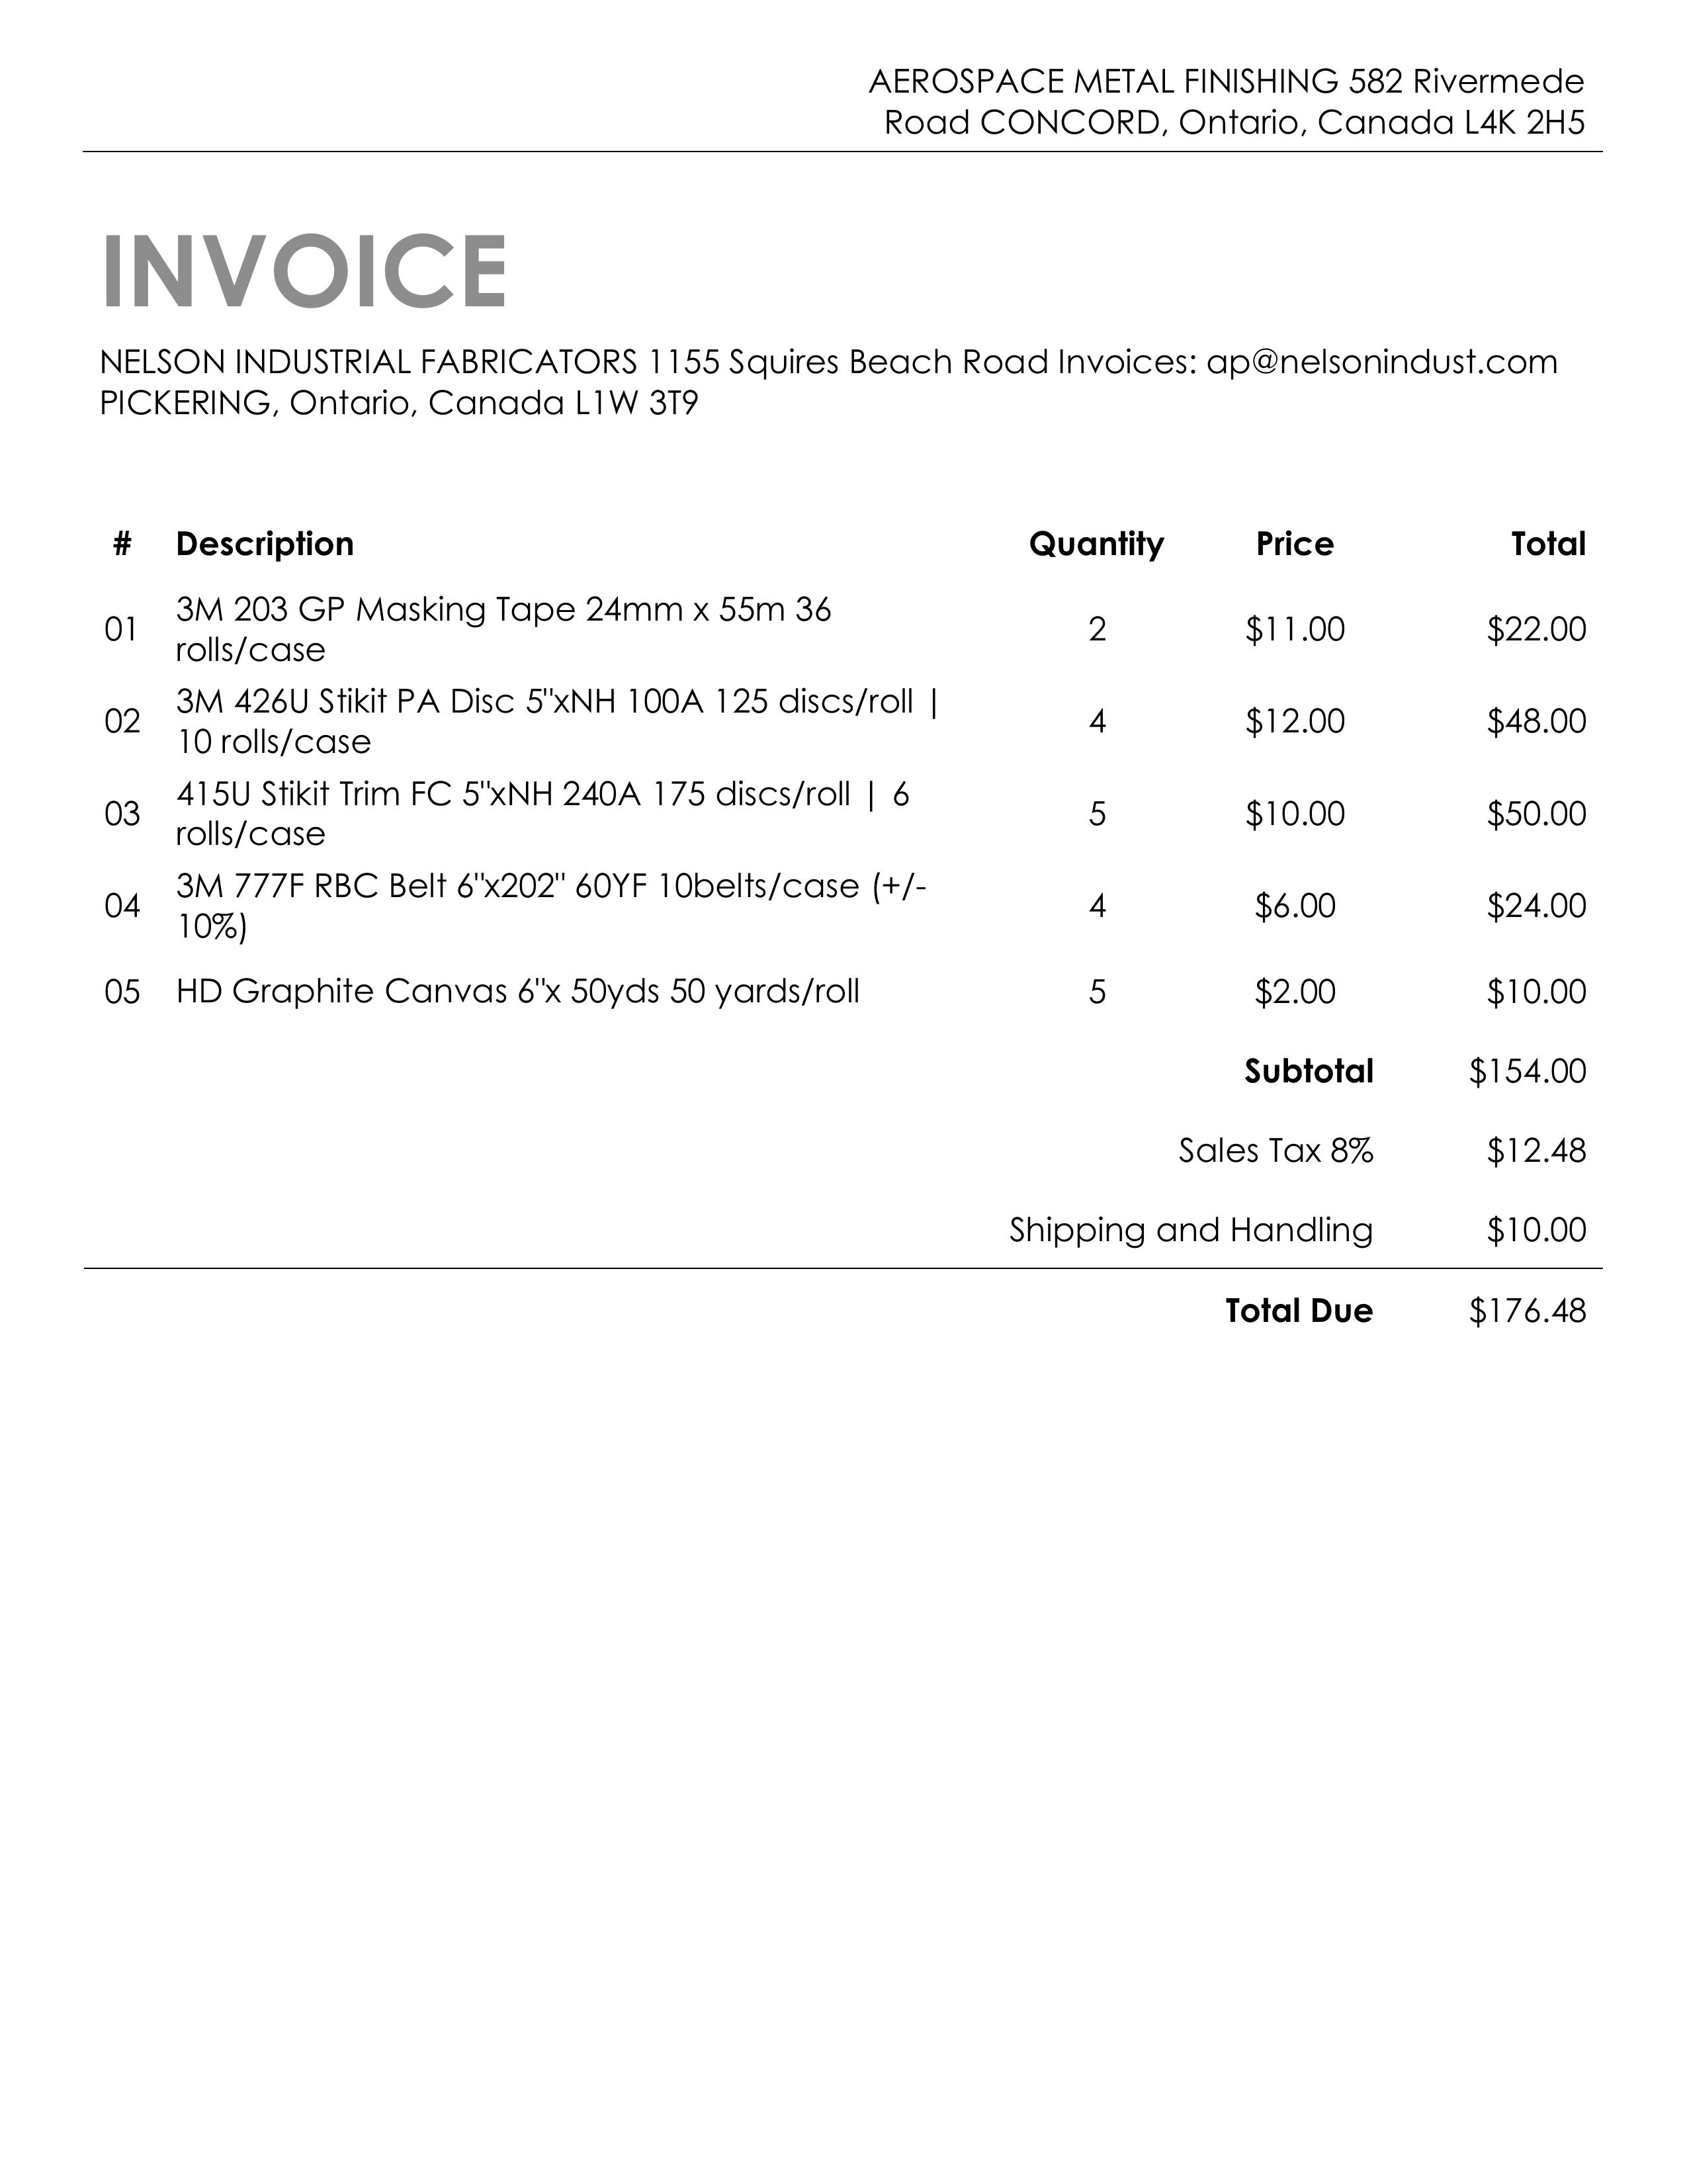 AEROSPACE METAL FINISHING 582 Rivermede
Road CONCORD, Ontario, Canada L4K 2H5
INVOICE
NELSON INDUSTRIAL FABRICATORS 1155 Squires Beach Road Invoices: ap@nelsonindust.com
PICKERING, Ontario, Canada L1W 3T9
# Description Quantity Price Total
01 3M 203 GP Masking Tape 24mm x 55m 36
rolls/case 2 $11.00 $22.00
02 3M 426U Stikit PA Disc 5"xNH 100A 125 discs/roll |
10 rolls/case 4 $12.00 $48.00
03 415U Stikit Trim FC 5"xNH 240A 175 discs/roll | 6
rolls/case 5 $10.00 $50.00
04 3M 777F RBC Belt 6"x202" 60YF 10belts/case (+/-
10%) 4 $6.00 $24.00
05 HD Graphite Canvas 6"x 50yds 50 yards/roll 5 $2.00 $10.00
Subtotal $154.00
Sales Tax 8% $12.48
Shipping and Handling $10.00
Total Due $176.48